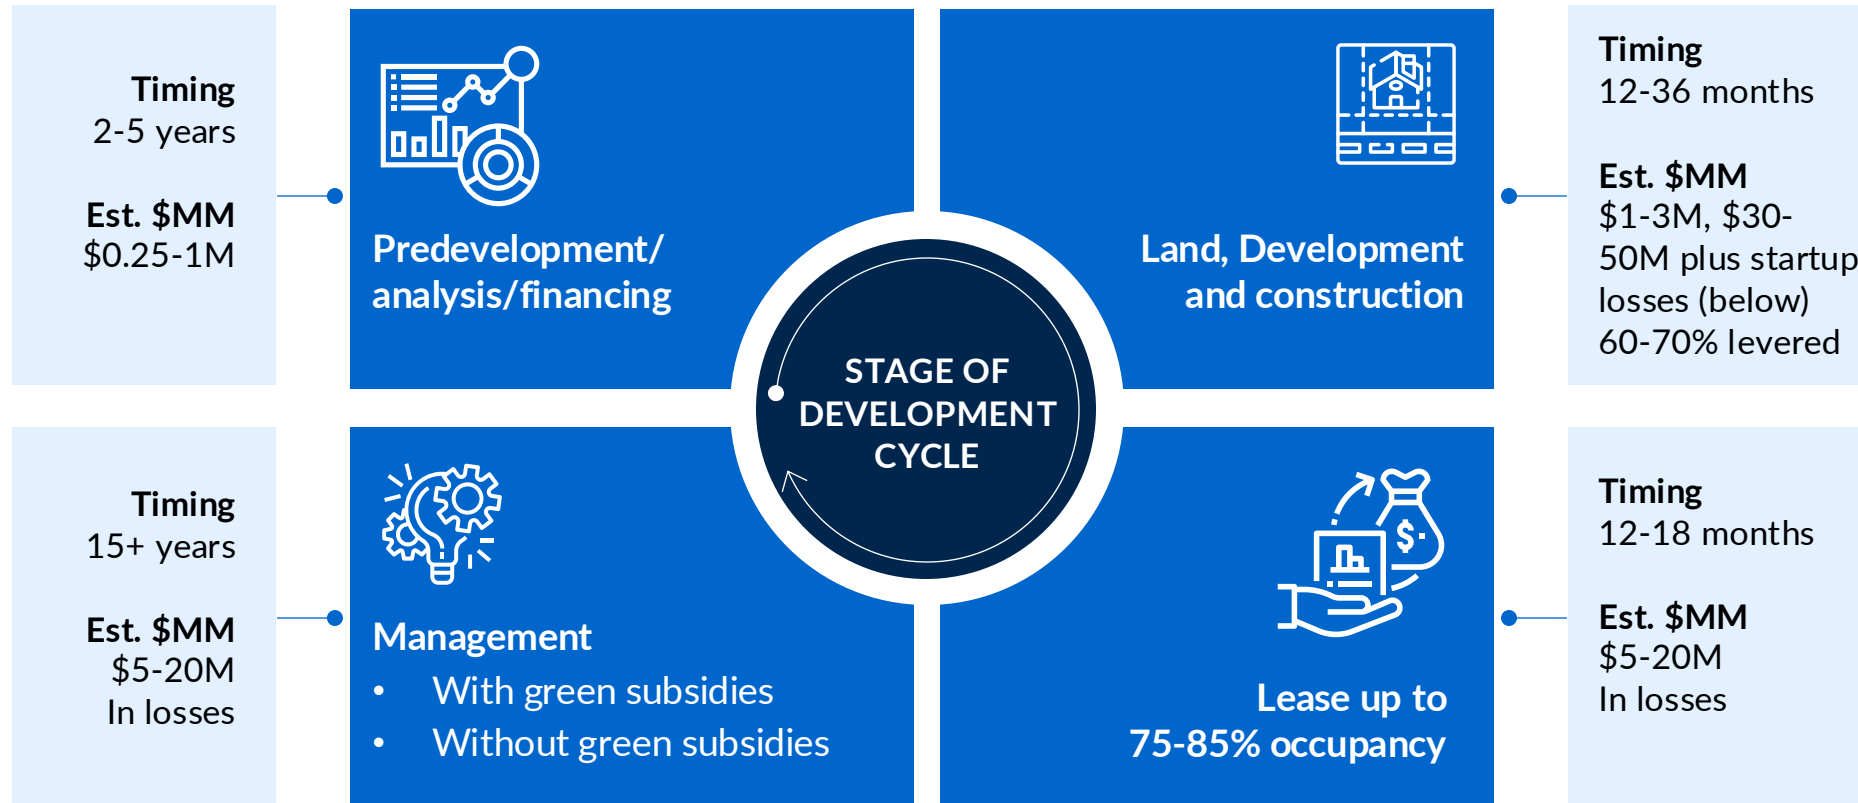 Timing
2-5 years
Est. $MM
$0.25-1M
Predevelopment/
analysis/financing
Land, Development
and construction
Timing
12-36 months
Est. $MM
$1-3M, $30-
50M plus startup
losses (below)
60-70% levered
STAGE OF
DEVELOPMENT
CYCLE
Timing
15+ years
Est. $MM
$5-20M
In losses
Management
• With green subsidies
• Without green subsidies
$
Lease up to
75-85% occupancy
Timing
12-18 months
Est. $MM
$5-20M
In losses